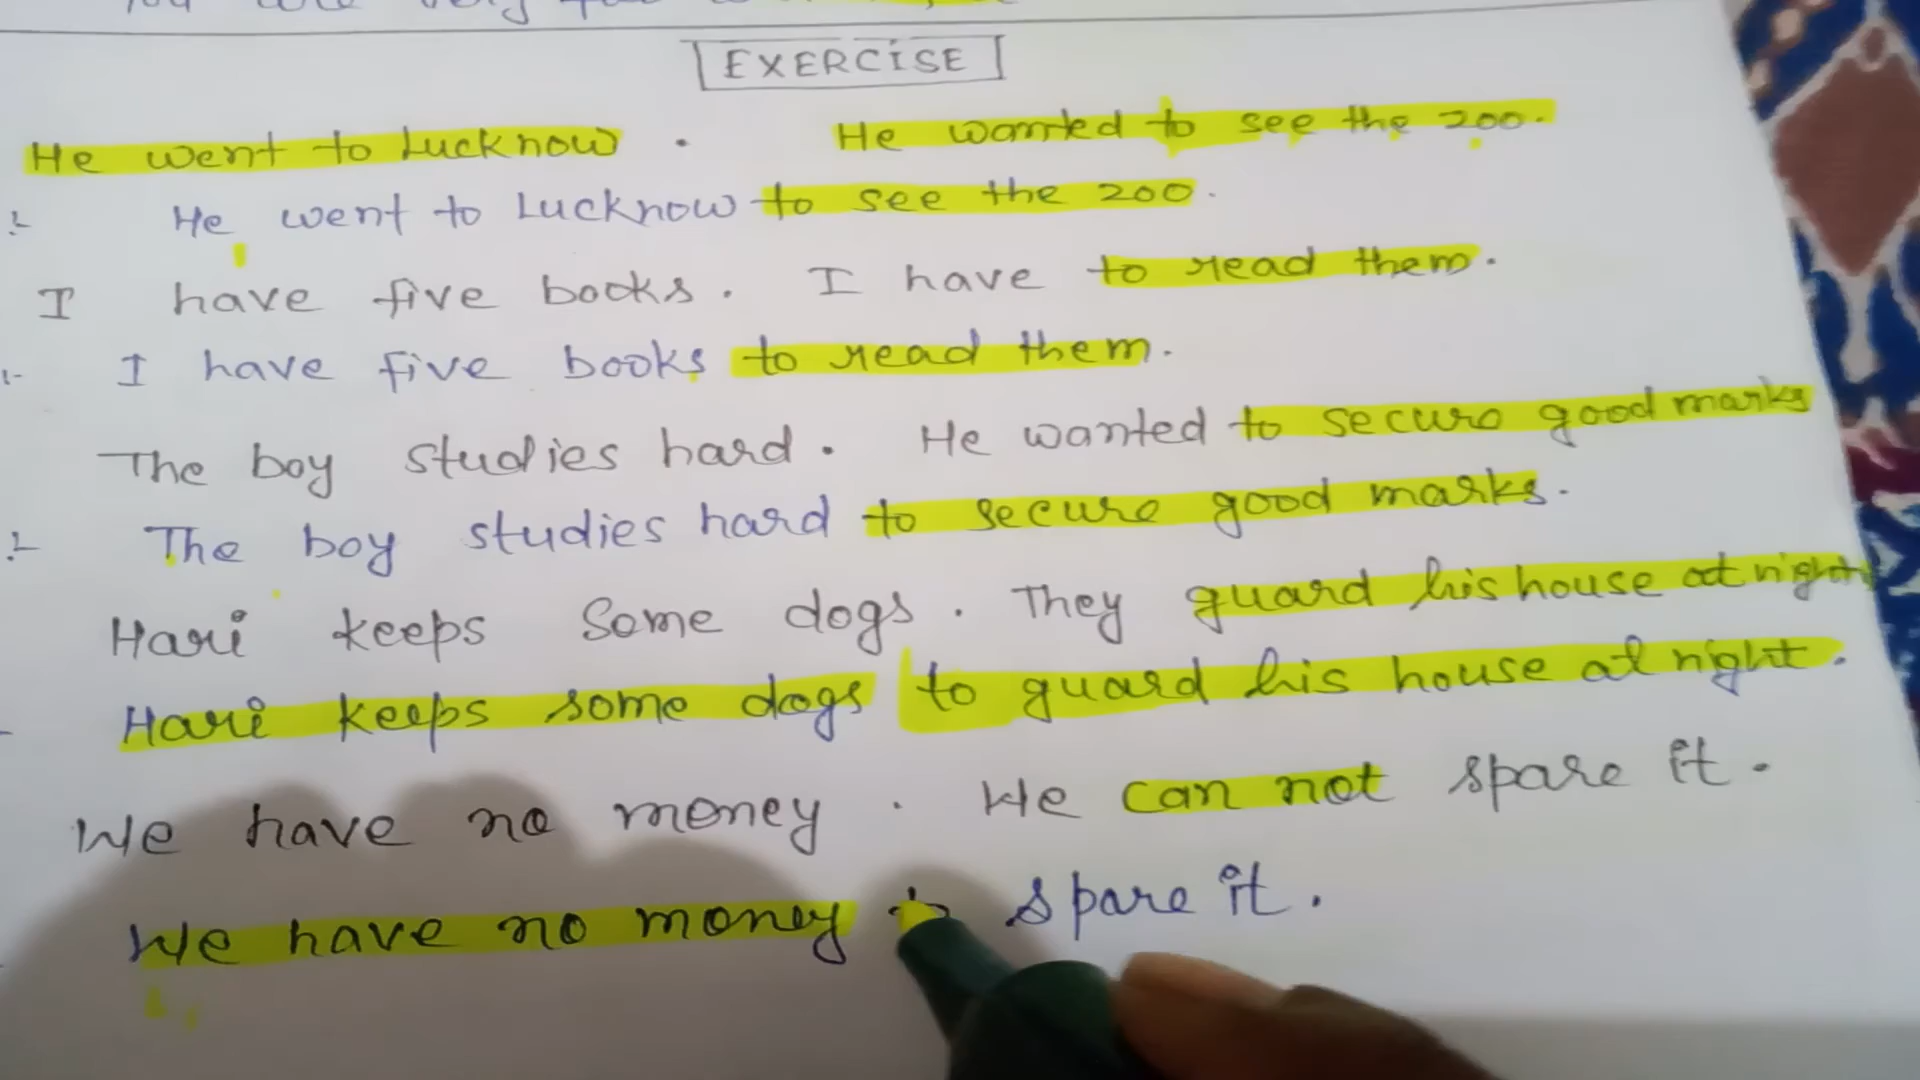 EXERCISE
He went to Lucknow . He wanted to see the zoo.
:- He went to Lucknow to see the zoo.
I have five books. I have to read them.
:- I have five books to read them.
The boy studies hard. He wanted to secure good marks
:- The boy studies hard to secure good marks.
Hari keeps some dogs. They guard his house at night
Hari keeps some dogs to guard his house at night.
We have no money. We can not spare it.
We have no money to spare it.